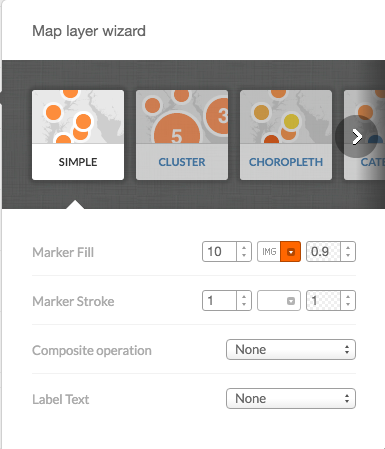 Map layer wizard
5 3
SIMPLE CLUSTER CHOROPLETH CATE
Marker Fill 10 IMG 0.9
Marker Stroke 1 1
Composite operation None
Label Text None